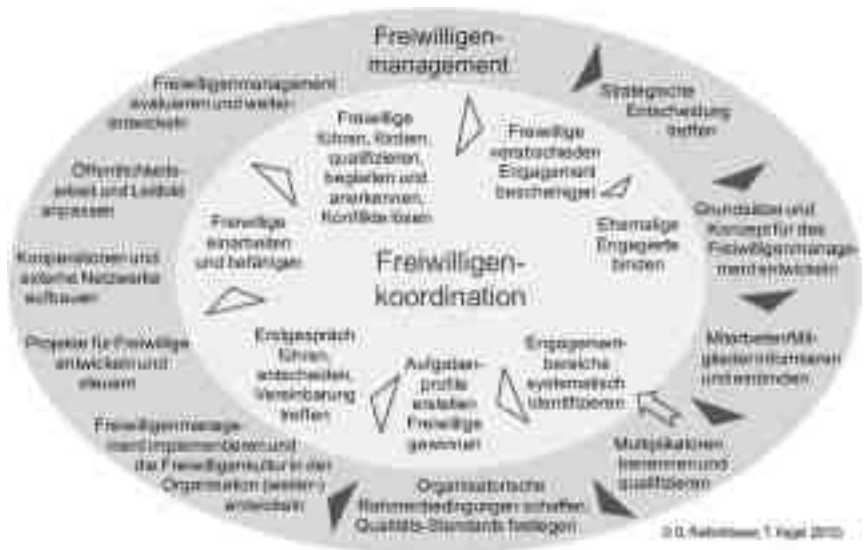 Freiwilligen-
management
Strategische
Entscheidung
treffen
Grundsätze und
Konzept für das
Freiwilligenmanage-
ment entwickeln
Mitarbeiter/Mit-
glieder informieren
und einbinden
Multiplikatoren
benennen und
qualifizieren
Organisatorische
Rahmenbedingungen schaffen,
Qualitäts-Standards festlegen
Freiwilligenmanage-
ment implementieren und
die Freiwilligenkultur in der
Organisation (weiter-)
entwickeln
Projekte für Freiwillige
entwickeln und
steuern
Kooperationen und
externe Netzwerke
aufbauen
Öffentlichkeits-
arbeit und Leitbild
anpassen
Freiwilligenmanagement
evaluieren und weiter-
entwickeln
Freiwilligen-
koordination
Engagement-
bereiche
systematisch
identifizieren
Aufgaben-
profile
erstellen
Freiwillige
gewinnen
Erstgespräch
führen,
entscheiden,
Vereinbarung
treffen
Freiwillige
einarbeiten
und befähigen
Freiwillige
führen, fördern,
qualifizieren,
begleiten und
anerkennen,
Konflikte lösen
Freiwillige
verabschieden
Engagement
bescheinigen
Ehemalige
Engagierte
binden